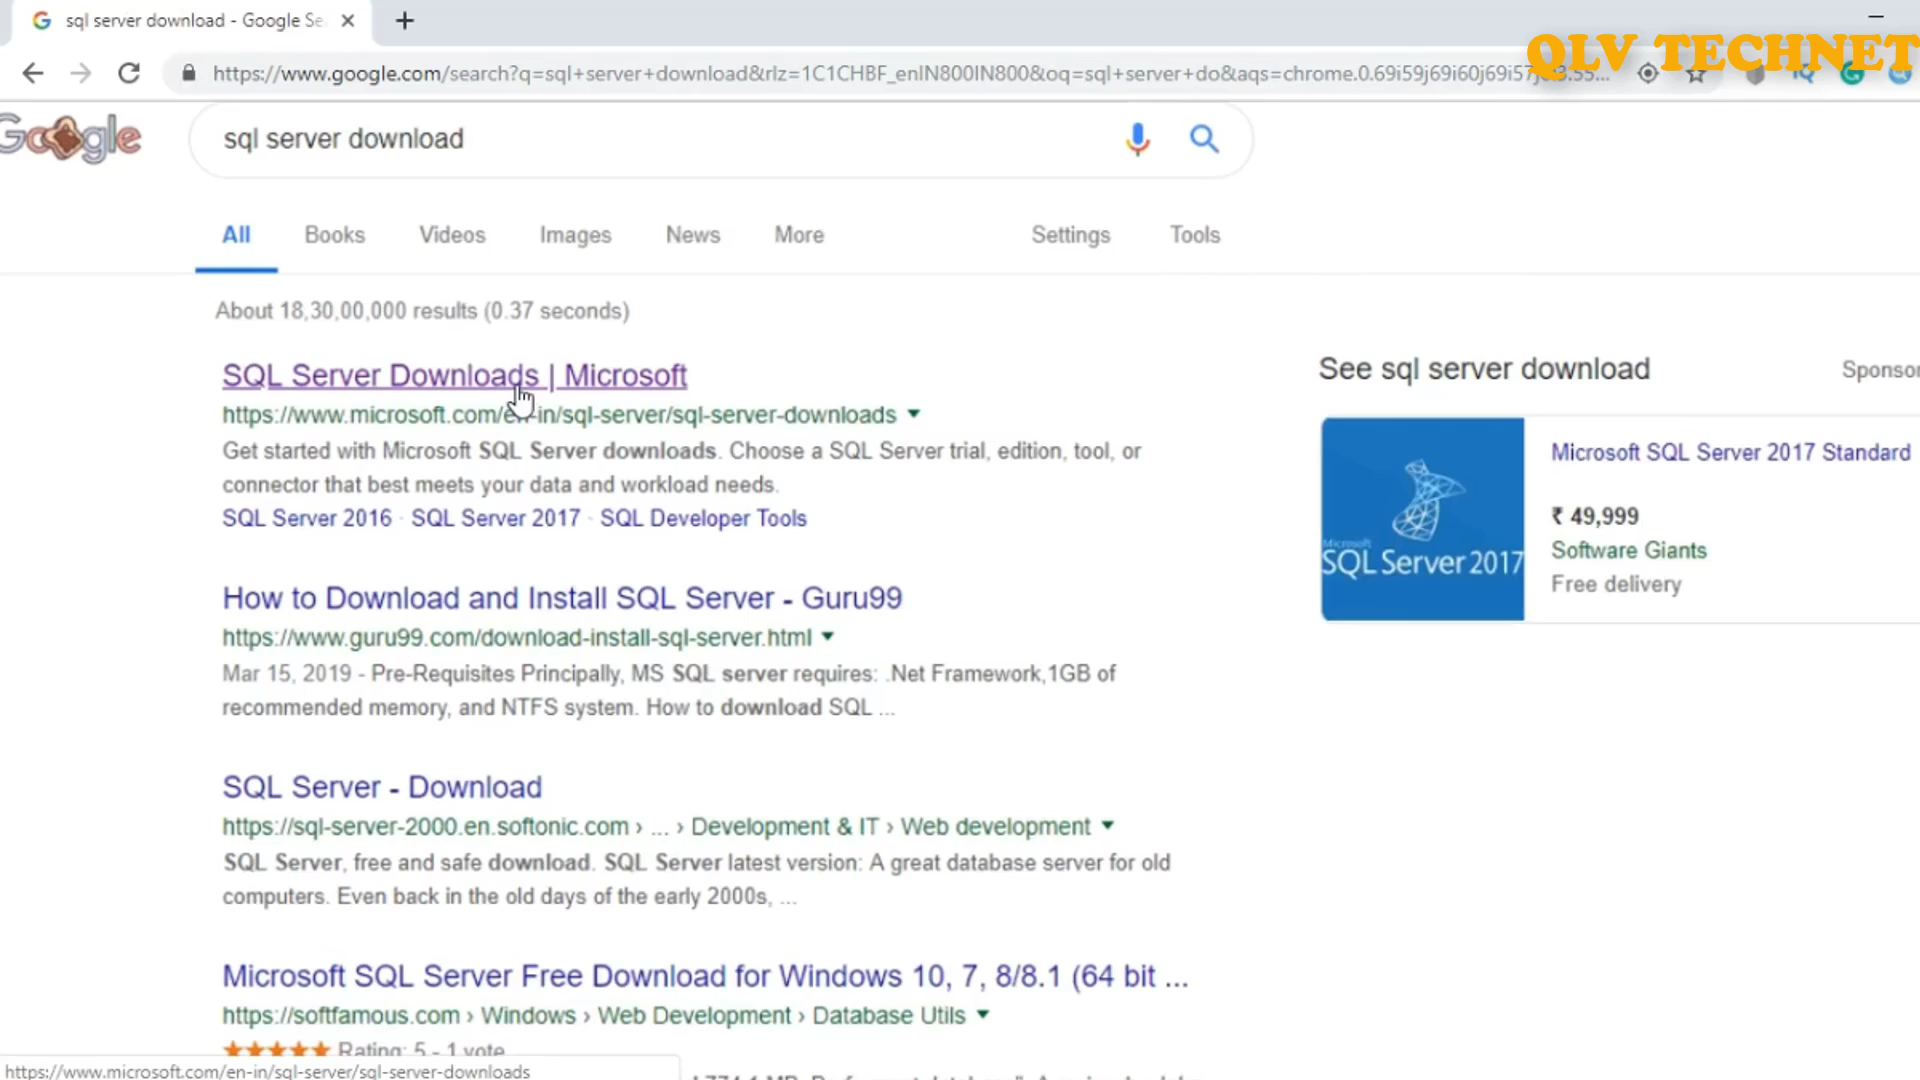 sql server download - Google Se
QLV TECHNET
https://www.google.com/search?q=sql+server+download&rlz=1C1CHBF_enIN800IN800&oq=sql+server+do&aqs=chrome.0.69i59j69i60j69i57j
Google
sql server download
All Books Videos Images News More Settings Tools
About 18,30,00,000 results (0.37 seconds)
SQL Server Downloads | Microsoft
https://www.microsoft.com/en-in/sql-server/sql-server-downloads
Get started with Microsoft SQL Server downloads. Choose a SQL Server trial, edition, tool, or
connector that best meets your data and workload needs.
SQL Server 2016 · SQL Server 2017 · SQL Developer Tools
How to Download and Install SQL Server - Guru99
https://www.guru99.com/download-install-sql-server.html
Mar 15, 2019 - Pre-Requisites Principally, MS SQL server requires: .Net Framework,1GB of
recommended memory, and NTFS system. How to download SQL ...
SQL Server - Download
https://sql-server-2000.en.softonic.com › ... › Development & IT › Web development
SQL Server, free and safe download. SQL Server latest version: A great database server for old
computers. Even back in the old days of the early 2000s, ...
Microsoft SQL Server Free Download for Windows 10, 7, 8/8.1 (64 bit ...
https://softfamous.com › Windows › Web Development › Database Utils
Rating: 5 - 1 vote
https://www.microsoft.com/en-in/sql-server/sql-server-downloads
See sql server download
Sponsor
Microsoft
SQL Server 2017
Microsoft SQL Server 2017 Standard
₹ 49,999
Software Giants
Free delivery